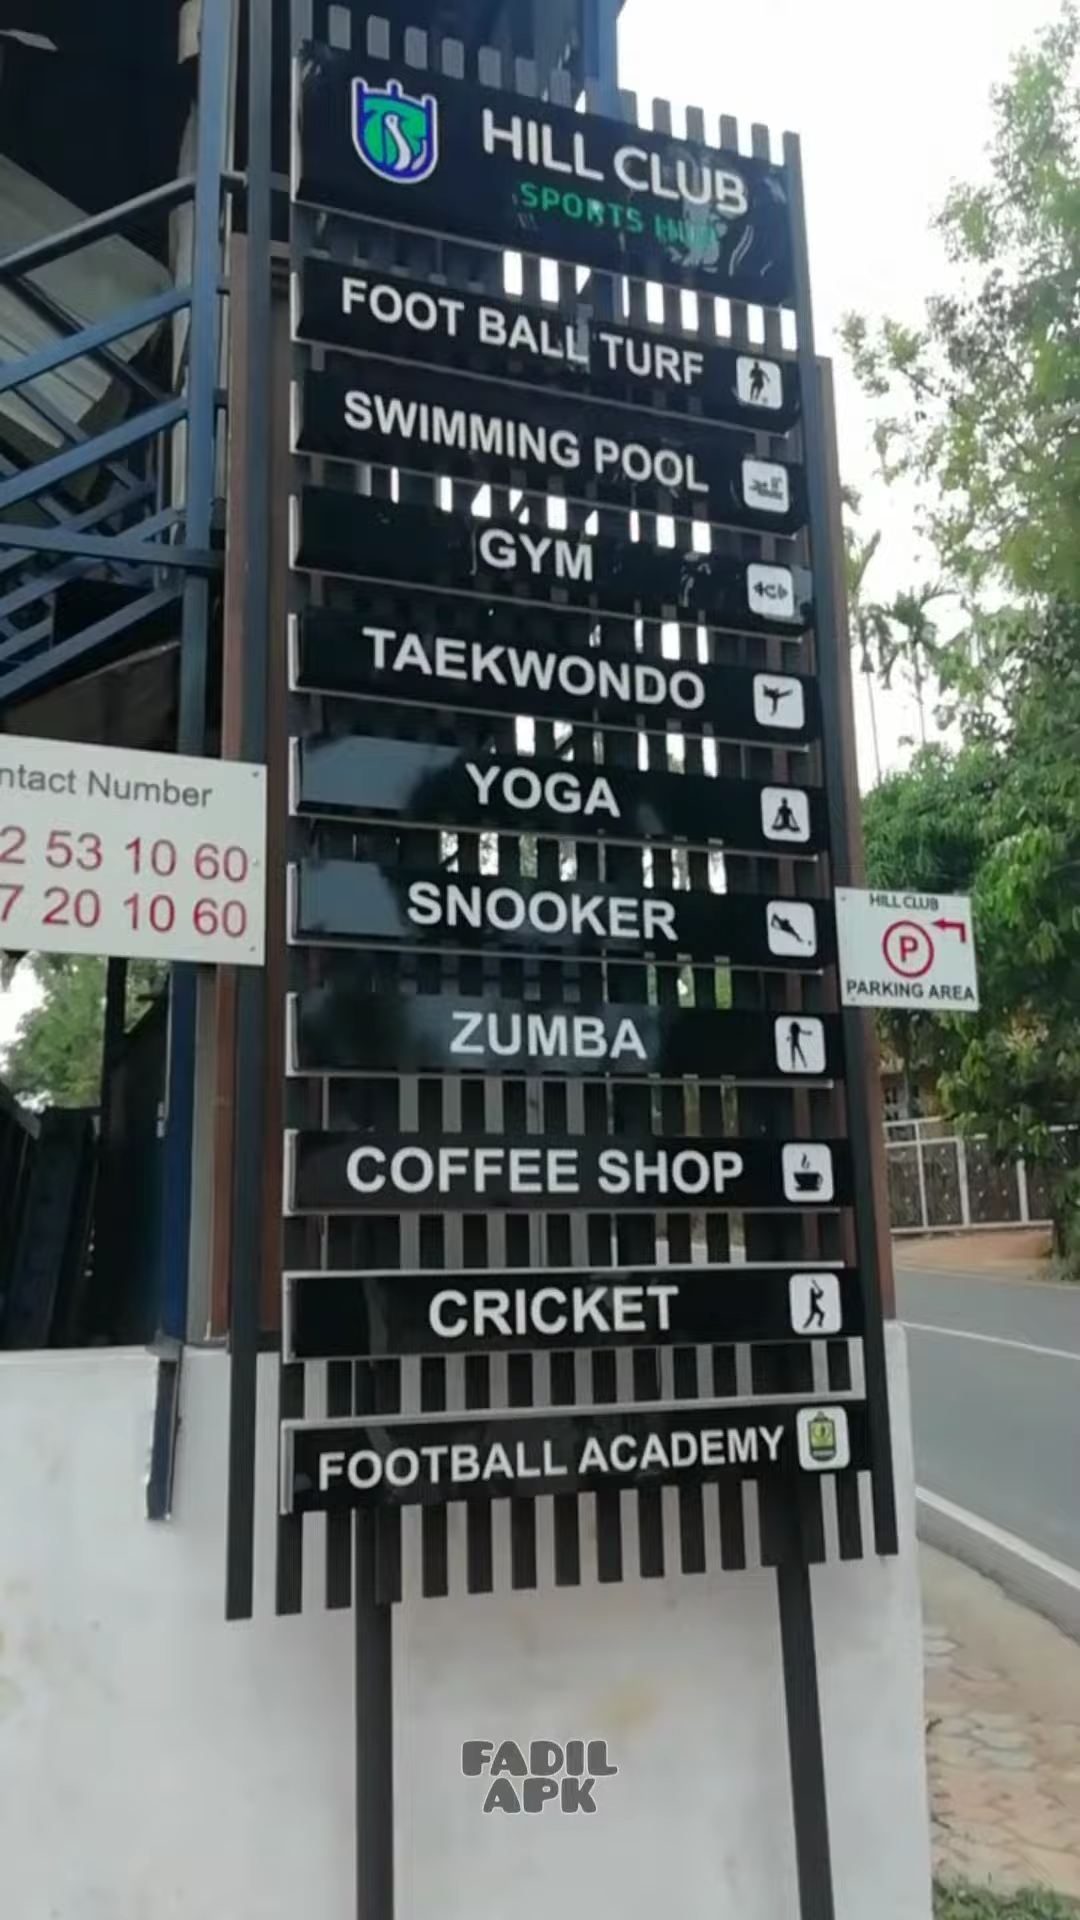 HILL CLUB
SPORTS HUB
FOOT BALL TURF
SWIMMING POOL
GYM
TAEKWONDO
YOGA
SNOOKER
ZUMBA
COFFEE SHOP
CRICKET
FOOTBALL ACADEMY
Number
2 53 10 60
7 20 10 60
HILL CLUB
P
PARKING AREA
FADIL
APK